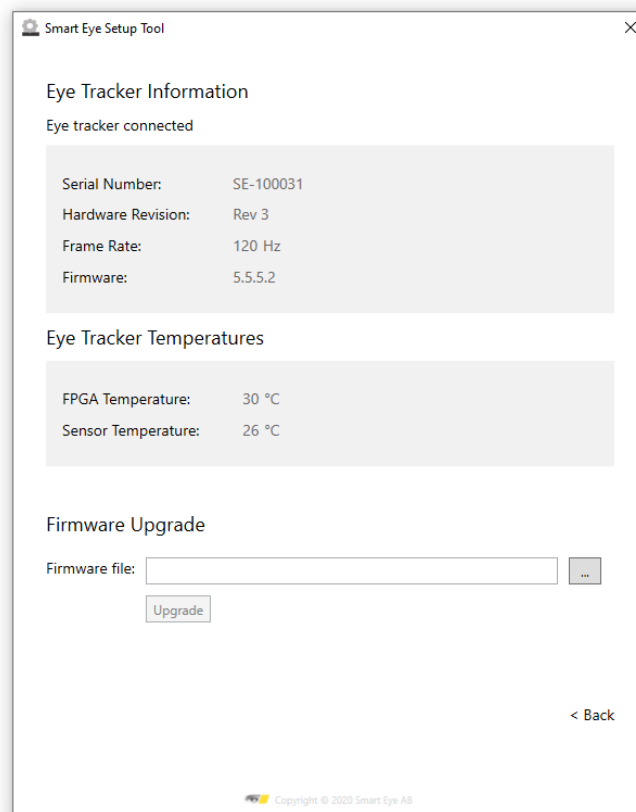 Smart Eye Setup Tool
Eye Tracker Information
Eye tracker connected
Serial Number: SE-100031
Hardware Revision: Rev 3
Frame Rate: 120 Hz
Firmware: 5.5.5.2
Eye Tracker Temperatures
FPGA Temperature: 30 °C
Sensor Temperature: 26 °C
Firmware Upgrade
Firmware file: ...
Upgrade
< Back
Copyright © 2020 Smart Eye AB